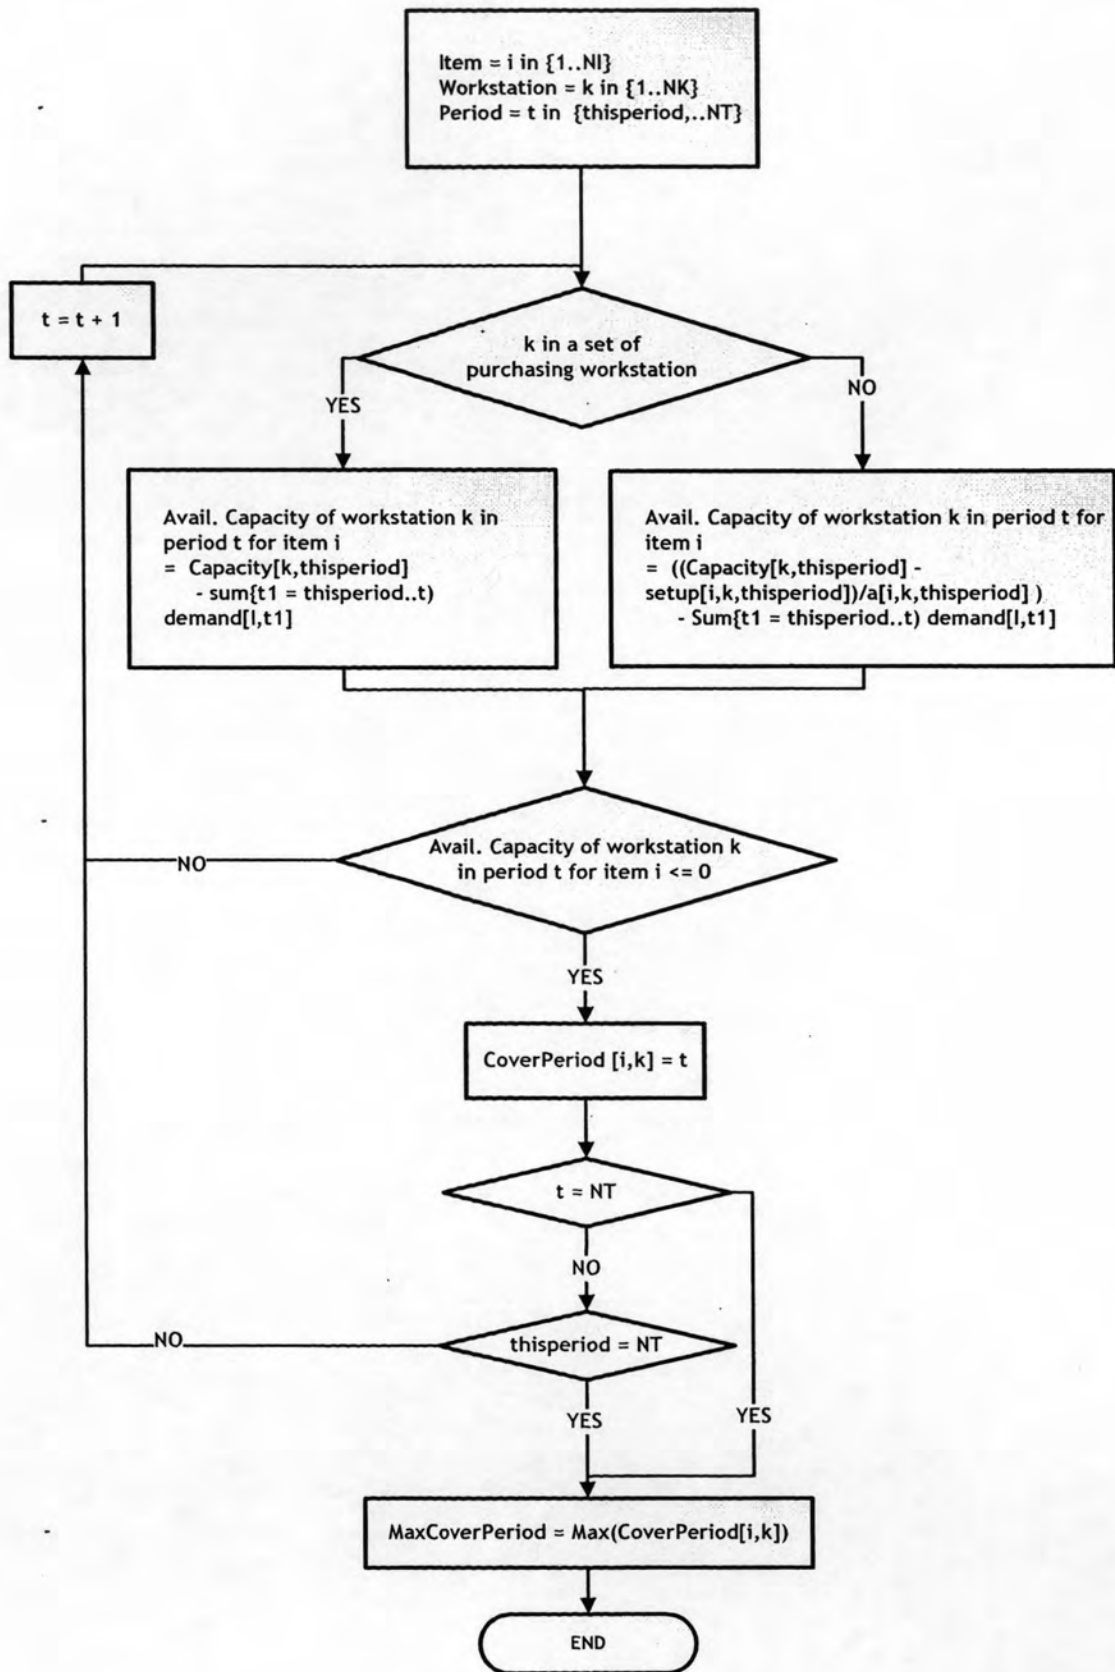 Item = i in {1..NI}
Workstation = k in {1..NK}
Period = t in {thisperiod,..NT}
t = t + 1
k in a set of
purchasing workstation
YES
NO
Avail. Capacity of workstation k in
period t for item i
= Capacity[k,thisperiod]
- sum{t1 = thisperiod..t)
demand[I,t1]
Avail. Capacity of workstation k in period t for
item i
= ((Capacity[k,thisperiod] -
setup[i,k,thisperiod])/a[i,k,thisperiod] )
- Sum{t1 = thisperiod..t) demand[I,t1]
Avail. Capacity of workstation k
in period t for item i <= 0
NO
YES
CoverPeriod [i,k] = t
t = NT
NO
thisperiod = NT
NO
YES
YES
MaxCoverPeriod = Max(CoverPeriod[i,k])
END